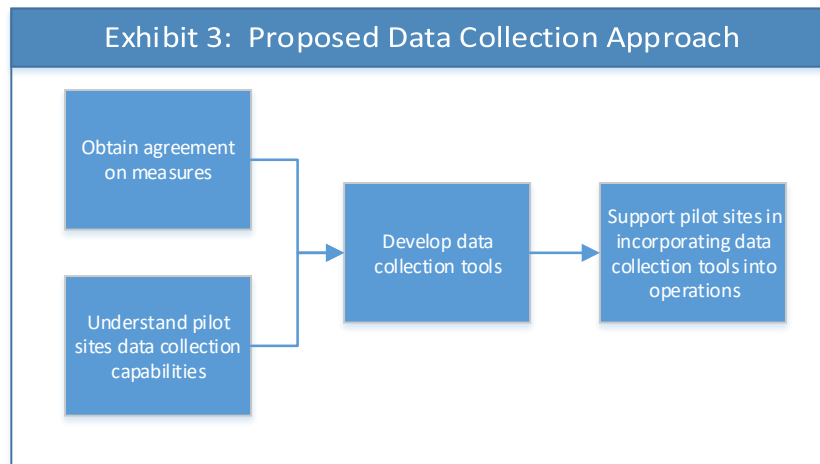 Exhibit 3:  Proposed Data Collection Approach
Obtain agreement
on measures
Understand pilot
sites data collection
capabilities
Develop data
collection tools
Support pilot sites in
incorporating data
collection tools into
operations